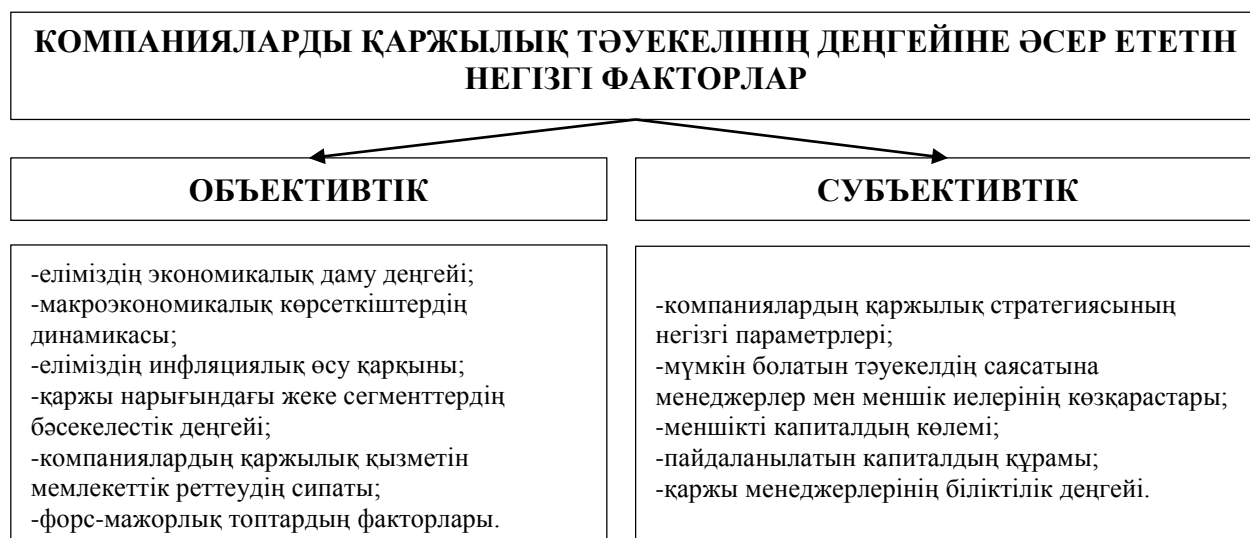 КОМПАНИЯЛАРДЫ ҚАРЖЫЛЫҚ ТӘУЕКЕЛІНІҢ ДЕҢГЕЙІНЕ ӘСЕР ЕТЕТІН
НЕГІЗГІ ФАКТОРЛАР
ОБЪЕКТИВТІК
СУБЪЕКТИВТІК
-еліміздің экономикалық даму деңгейі;
-макроэкономикалық көрсеткіштердің
динамикасы;
-еліміздің инфляциялық өсу қарқыны;
-қаржы нарығындағы жеке сегменттердің
бәсекелестік деңгейі;
-компаниялардың қаржылық қызметін
мемлекеттік реттеудің сипаты;
-форс-мажорлық топтардың факторлары.
-компаниялардың қаржылық стратегиясының
негізгі параметрлері;
-мүмкін болатын тәуекелдің саясатына
менеджерлер мен меншік иелерінің көзқарастары;
-меншікті капиталдың көлемі;
-пайдаланылатын капиталдың құрамы;
-қаржы менеджерлерінің біліктілік деңгейі.